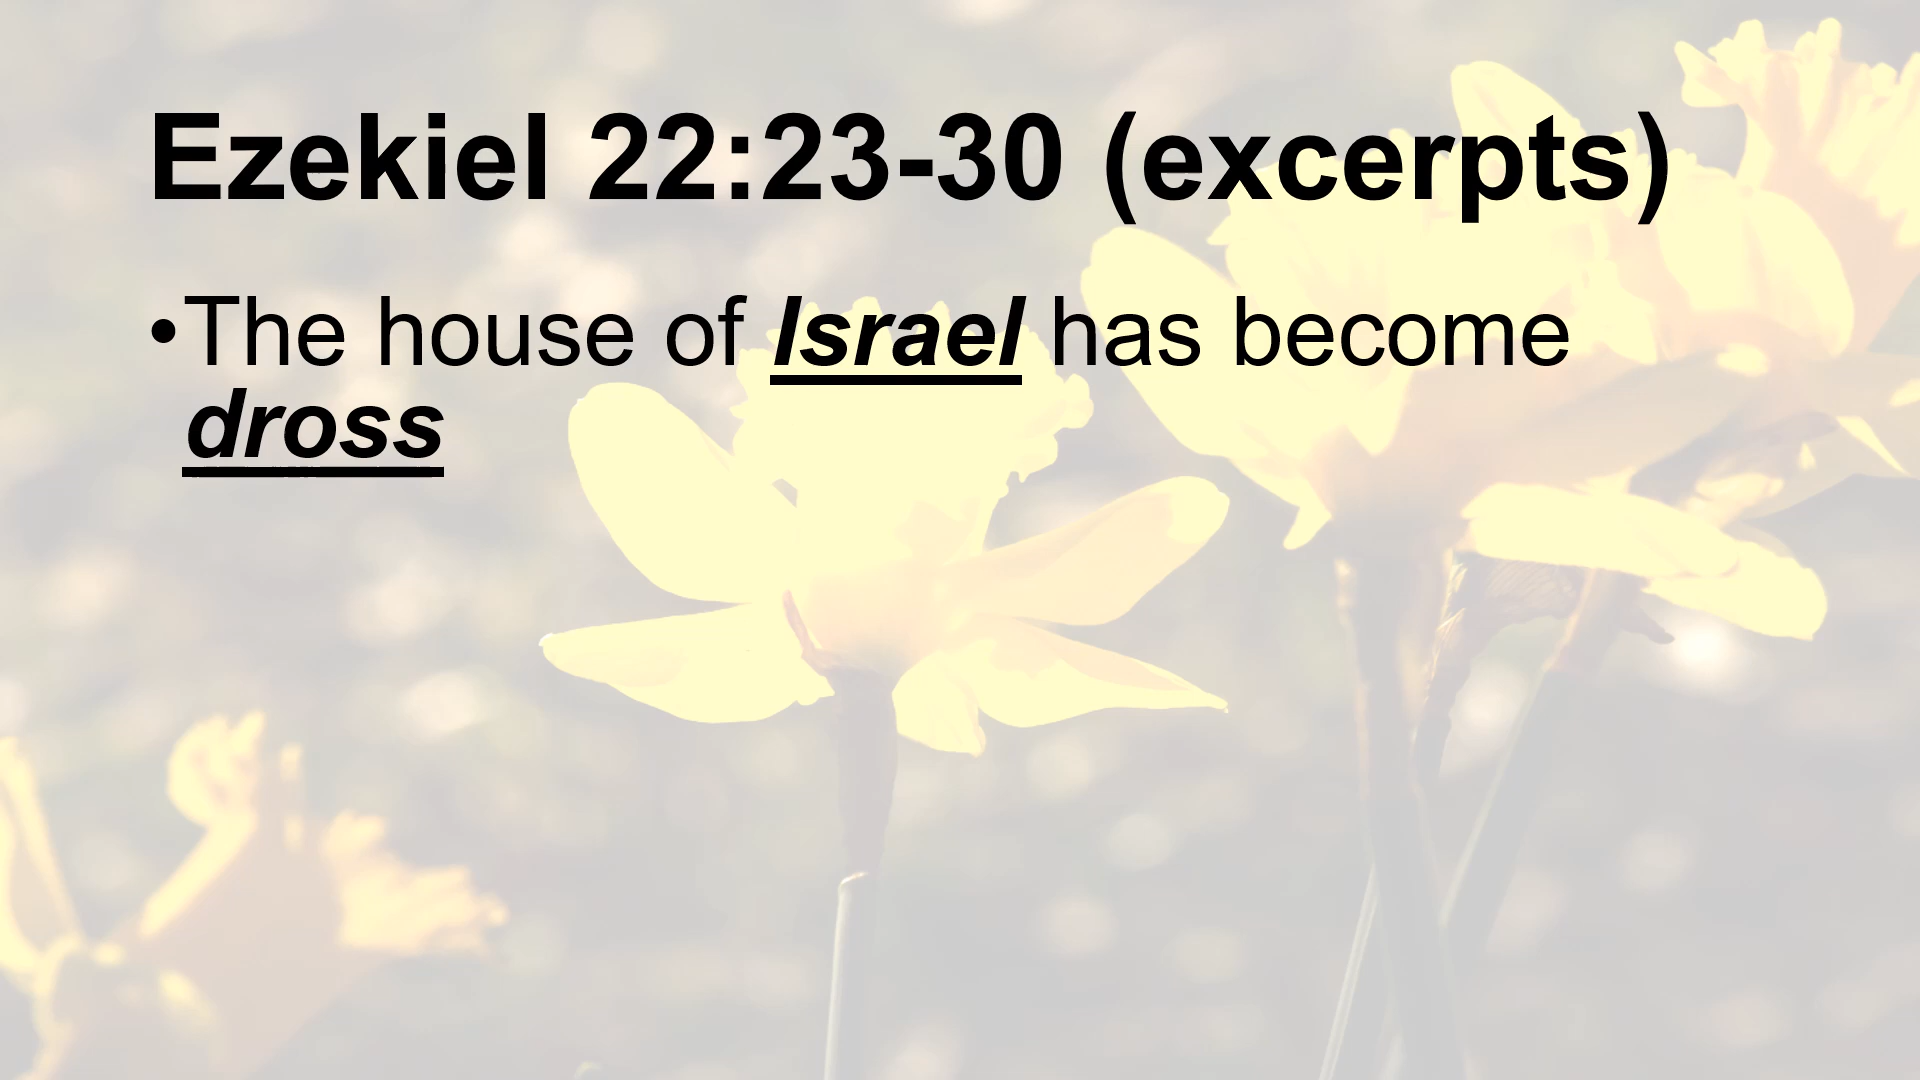 Ezekiel 22:23-30 (excerpts)
•The house of Israel has become
dross